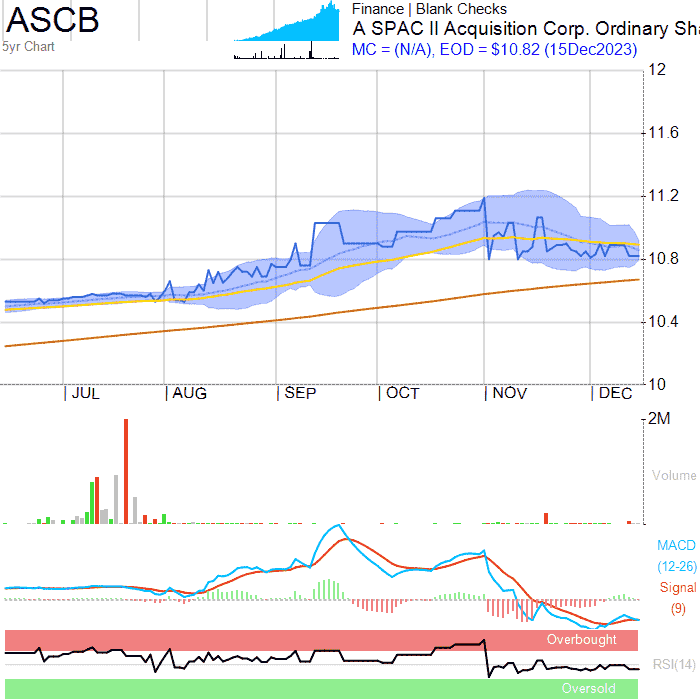 ASCB
5yr Chart
Finance | Blank Checks
A SPAC II Acquisition Corp. Ordinary Sha
MC = (N/A), EOD = $10.82 (15Dec2023)
12
11.6
11.2
10.8
10.4
10
JUL AUG SEP OCT NOV DEC
2M
Volume
MACD
(12-26)
Signal
(9)
Overbought
RSI(14)
Oversold